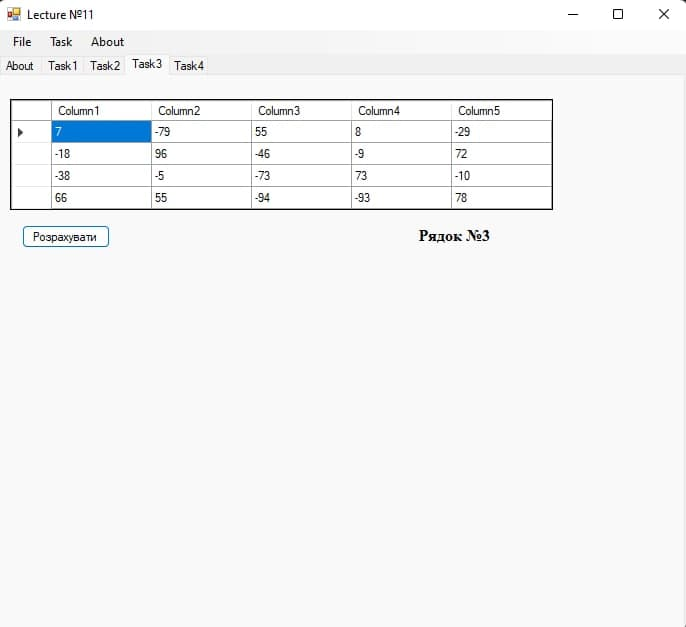 Lecture №11
File Task About
About Task1 Task2 Task3 Task4
Column1 Column2 Column3 Column4 Column5
7 -79 55 8 -29
-18 96 -46 -9 72
-38 -5 -73 73 -10
66 55 -94 -93 78
Розрахувати Рядок №3